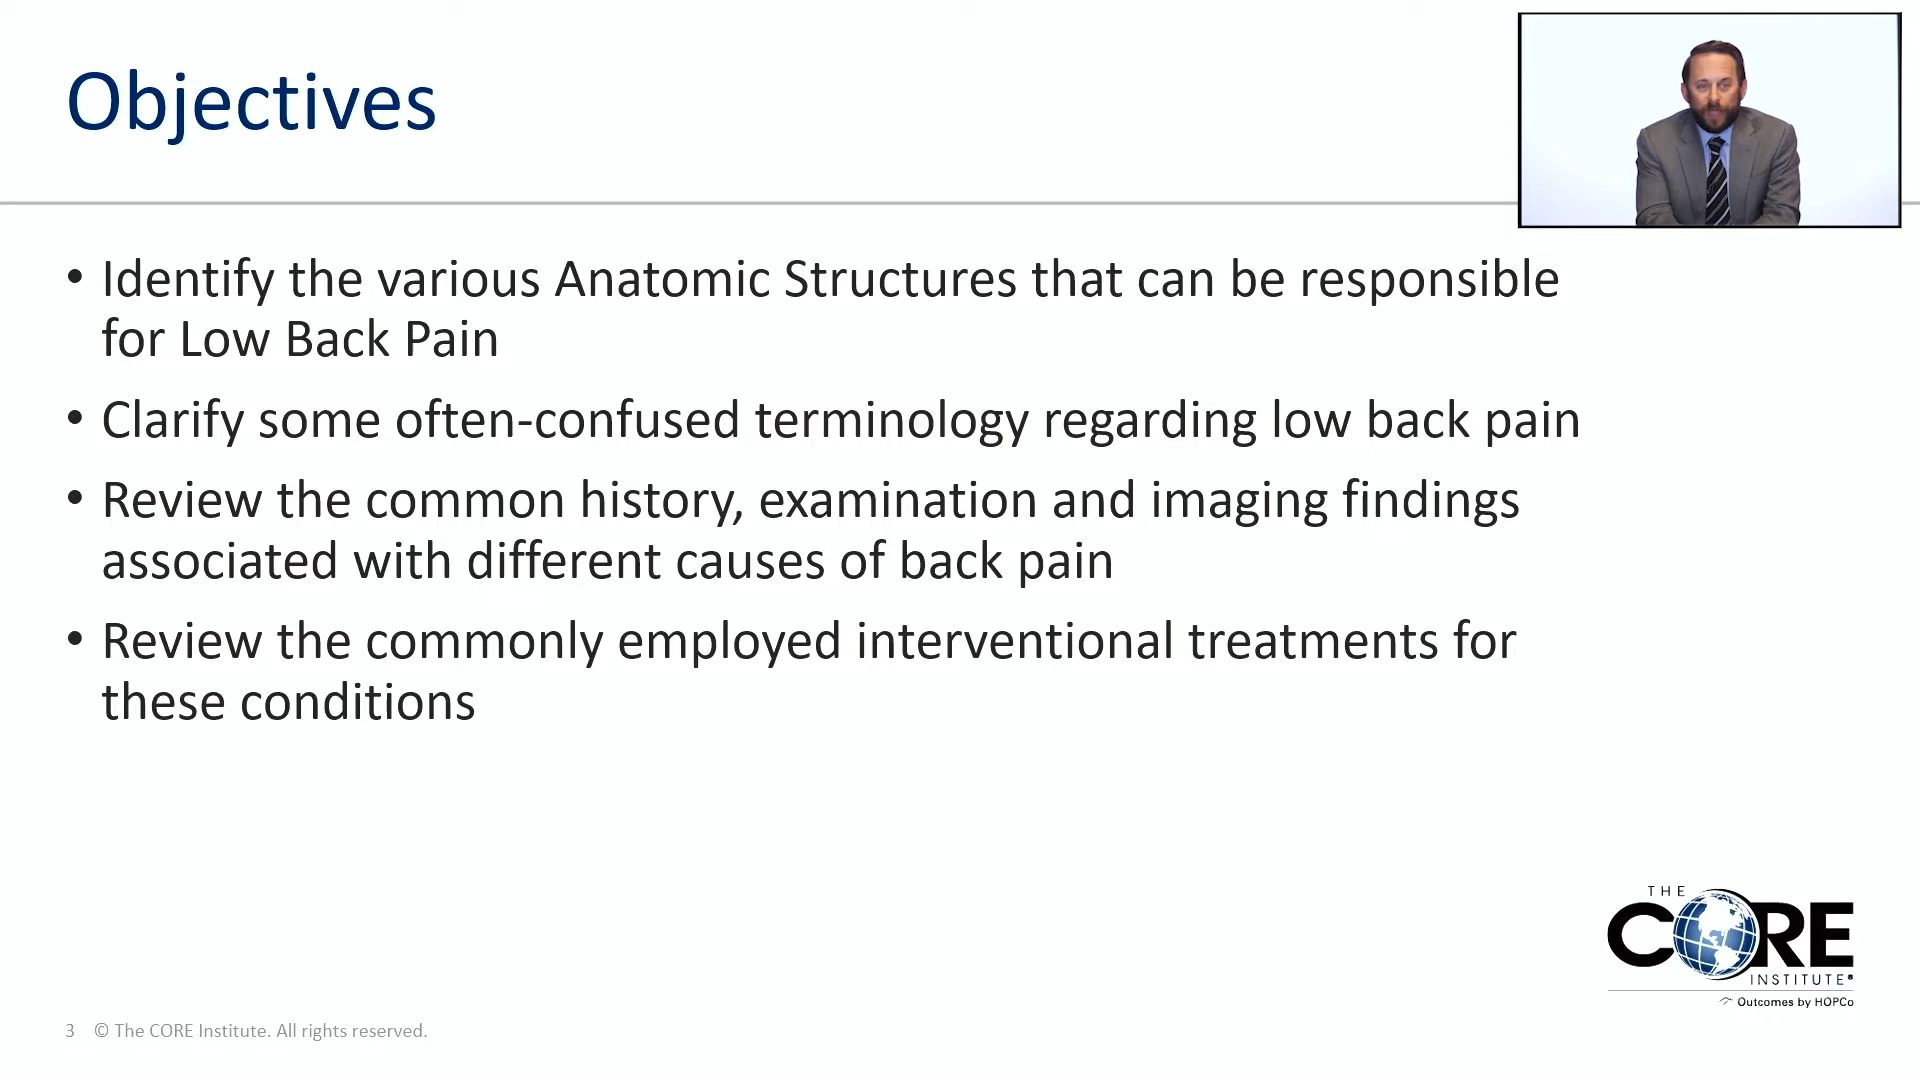 Objectives
• Identify the various Anatomic Structures that can be responsible
for Low Back Pain
• Clarify some often-confused terminology regarding low back pain
• Review the common history, examination and imaging findings
associated with different causes of back pain
• Review the commonly employed interventional treatments for
these conditions
THE
CORE
INSTITUTE®
Outcomes by HOPCo
3 © The CORE Institute. All rights reserved.